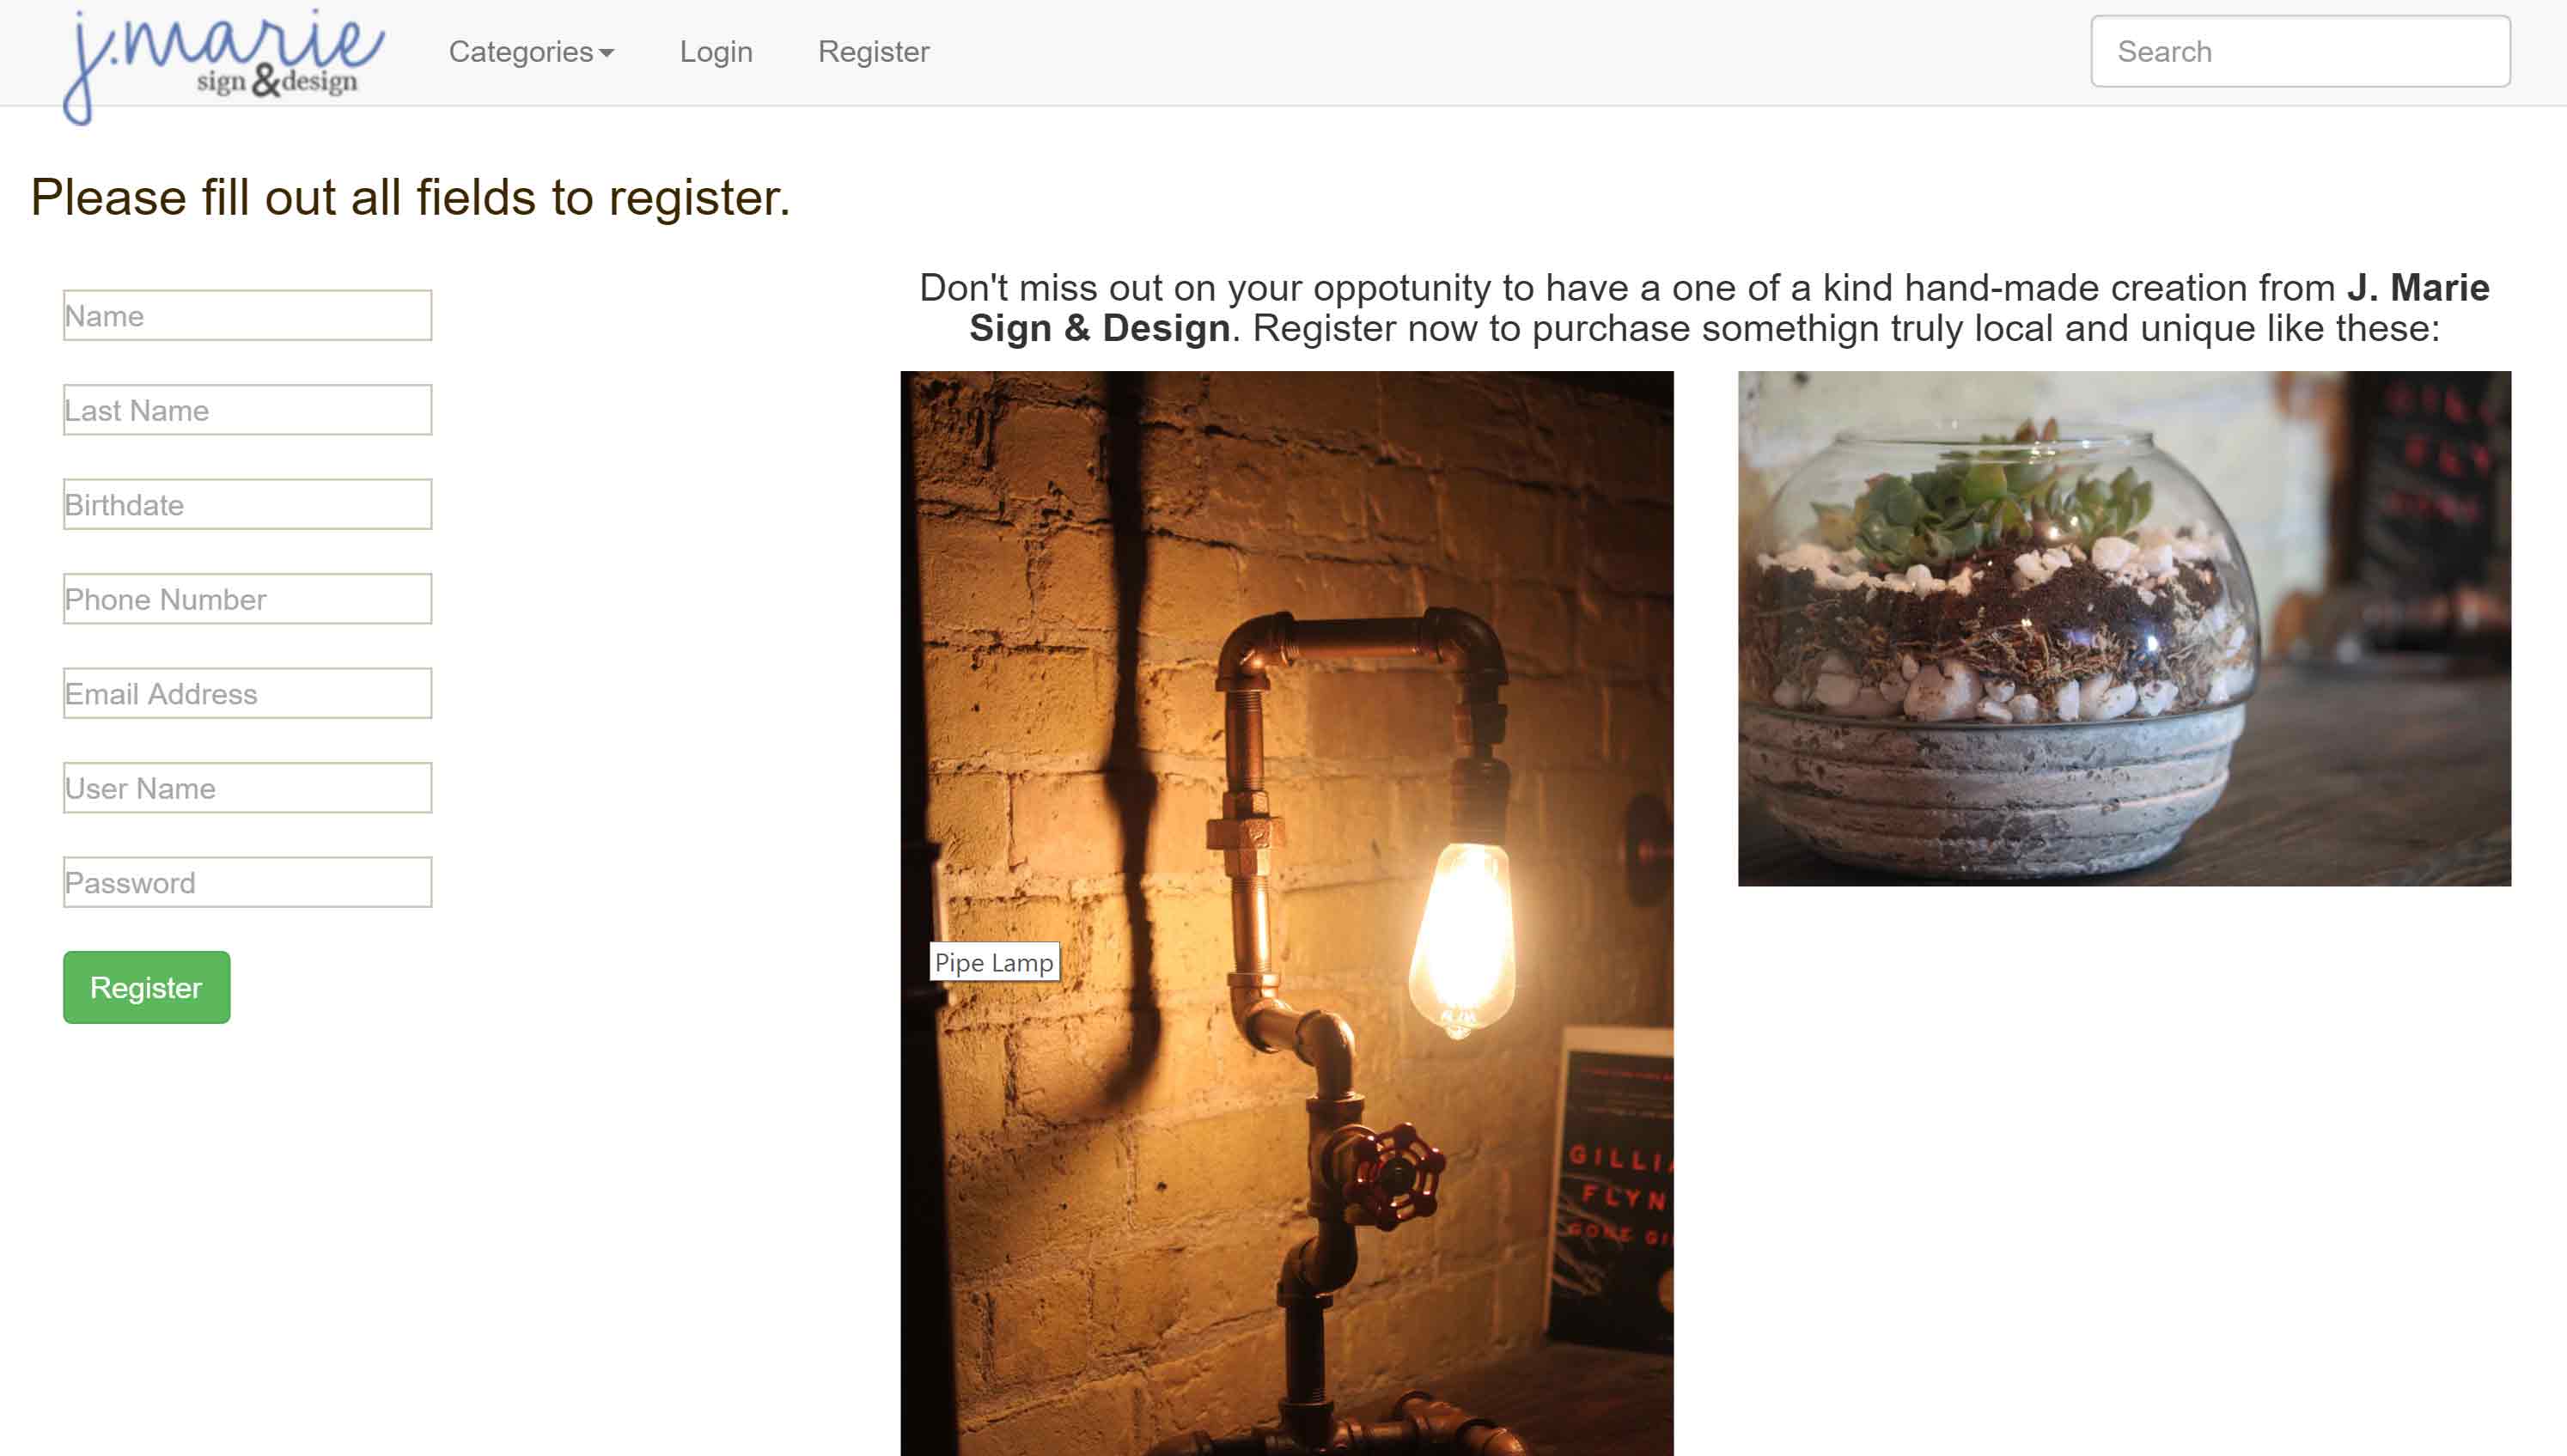 j.marie
sign &design
Categories
Login
Register
Search
Please fill out all fields to register.
Name
Last Name
Birthdate
Phone Number
Email Address
User Name
Password
Register
Don't miss out on your oppotunity to have a one of a kind hand-made creation from J. Marie
Sign & Design. Register now to purchase somethign truly local and unique like these:
Pipe Lamp
GILLI
FLYN
GONE GI